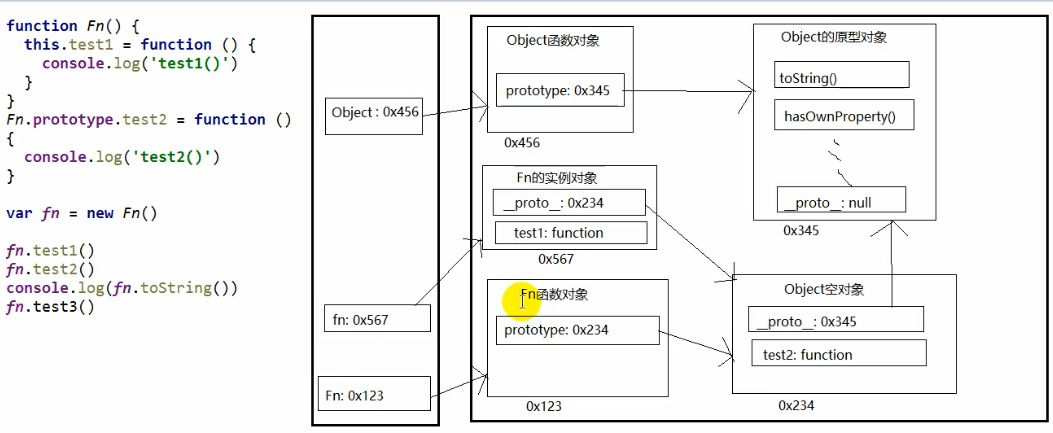 function Fn() {
this.test1 = function () {
console.log('test1()')
}
}
Fn.prototype.test2 = function ()
{
console.log('test2()')
}
var fn = new Fn()
fn.test1()
fn.test2()
console.log(fn.toString())
fn.test3()
Object : 0x456
fn: 0x567
Fn: 0x123
Object函数对象
prototype: 0x345
0x456
Fn的实例对象
__proto__: 0x234
test1: function
0x567
Fn函数对象
prototype: 0x234
0x123
Object的原型对象
toString()
hasOwnProperty()
__proto__: null
0x345
Object空对象
__proto__: 0x345
test2: function
0x234